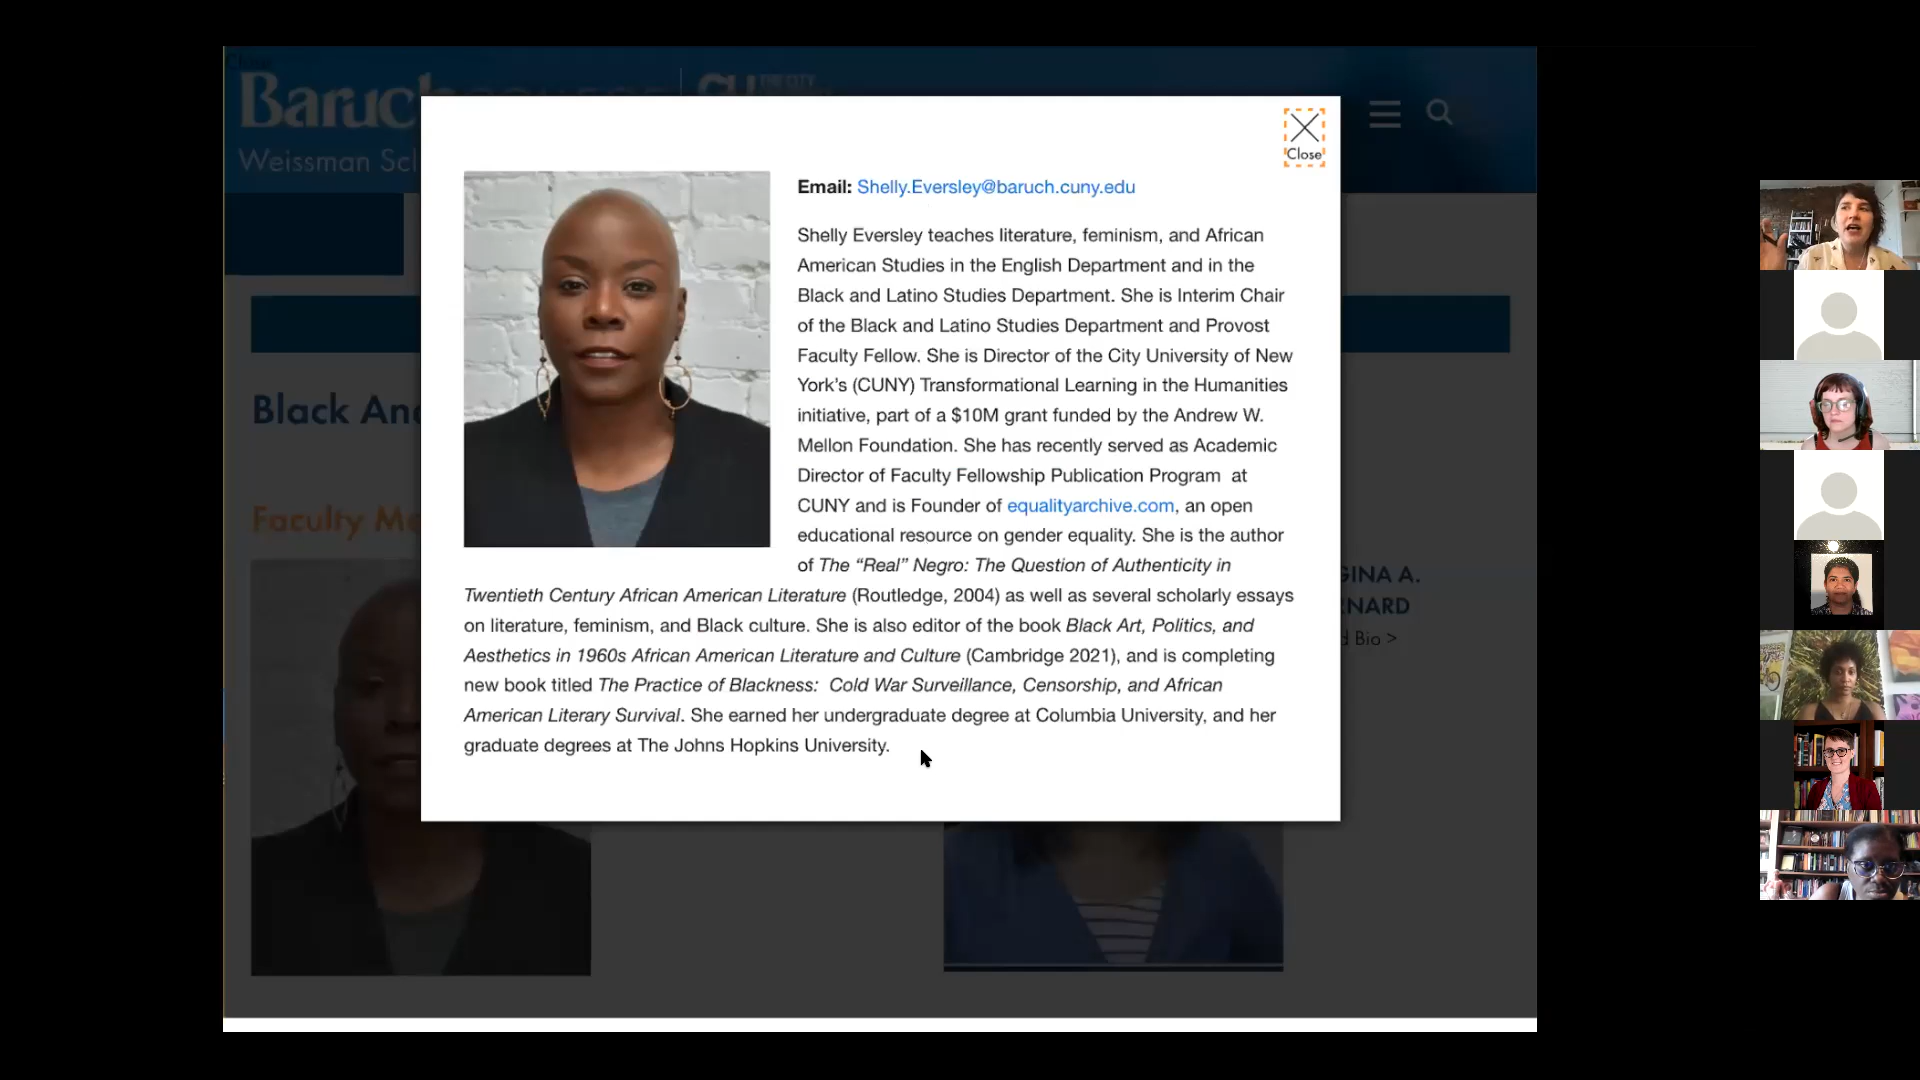 Close
Baruch
Weissman
Black
Faculty
GINA A.
Bio >
Close
Email: Shelly.Eversley@baruch.cuny.edu
Shelly Eversley teaches literature, feminism, and African
American Studies in the English Department and in the
Black and Latino Studies Department. She is Interim Chair
of the Black and Latino Studies Department and Provost
Faculty Fellow. She is Director of the City University of New
York's (CUNY) Transformational Learning in the Humanities
initiative, part of a $10M grant funded by the Andrew W.
Mellon Foundation. She has recently served as Academic
Director of Faculty Fellowship Publication Program at
CUNY and is Founder of equalityarchive.com, an open
educational resource on gender equality. She is the author
of The “Real” Negro: The Question of Authenticity in
Twentieth Century African American Literature (Routledge, 2004) as well as several scholarly essays
on literature, feminism, and Black culture. She is also editor of the book Black Art, Politics, and
Aesthetics in 1960s African American Literature and Culture (Cambridge 2021), and is completing
new book titled The Practice of Blackness: Cold War Surveillance, Censorship, and African
American Literary Survival. She earned her undergraduate degree at Columbia University, and her
graduate degrees at The Johns Hopkins University.